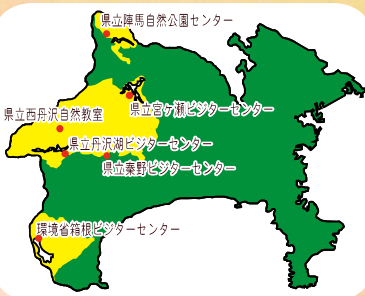 県立陣馬自然公園センター
県立宮ヶ瀬ビジターセンター
県立西丹沢自然教室
県立丹沢湖ビジターセンター
県立秦野ビジターセンター
環境省箱根ビジターセンター